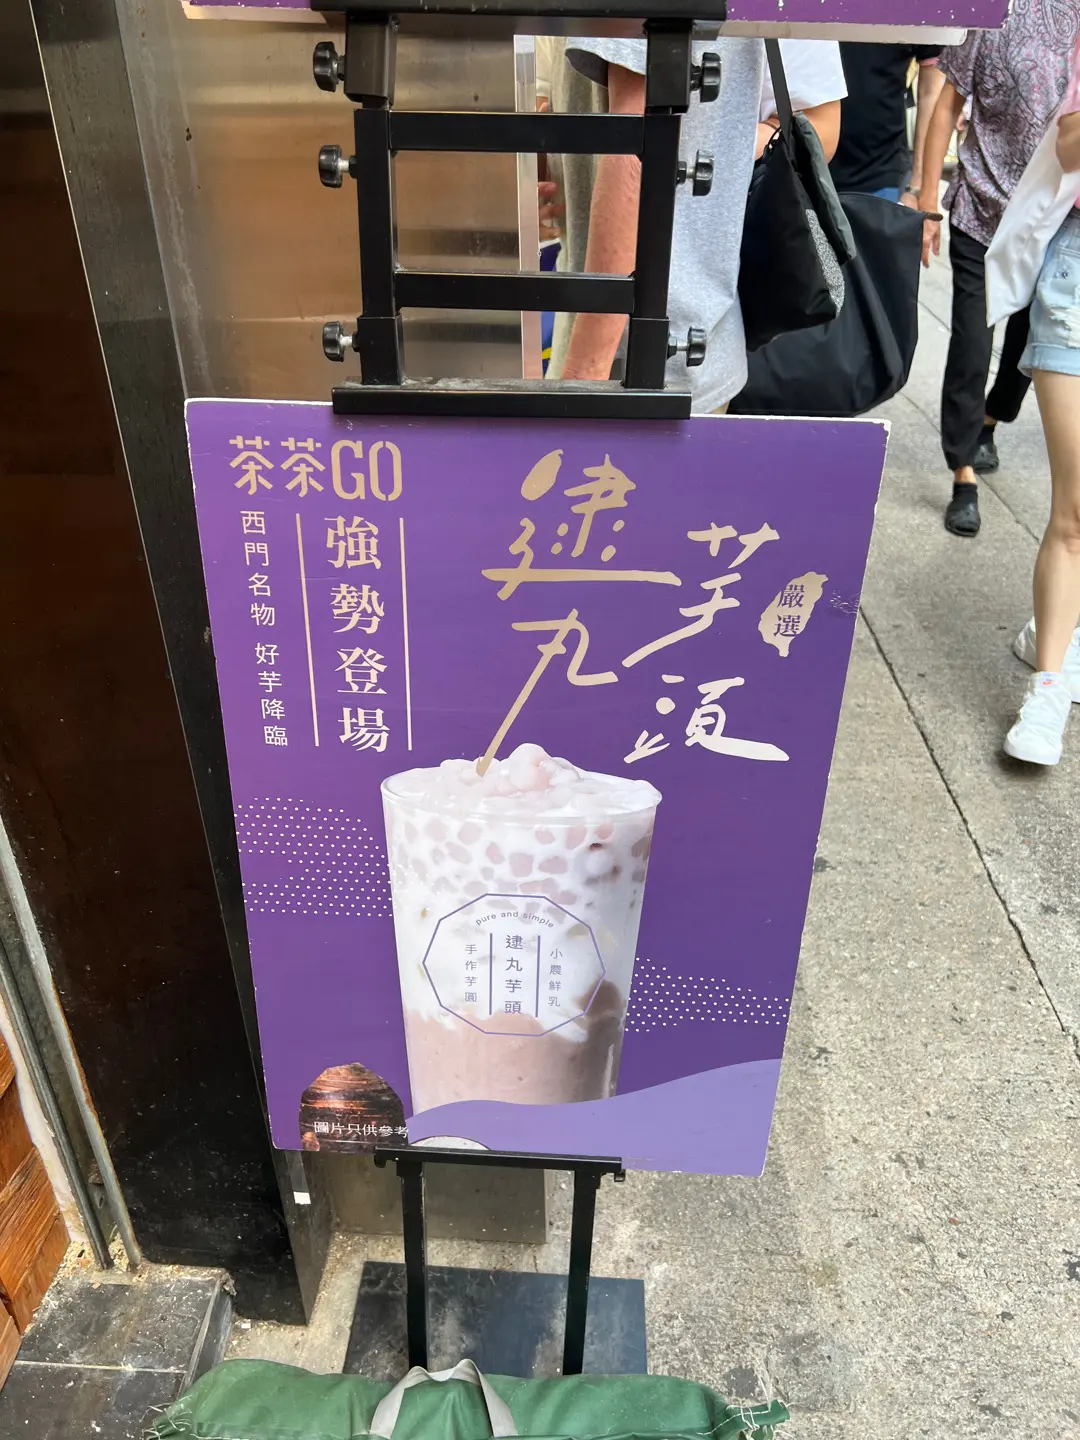 茶茶GO
西門名物 好芋降臨
強勢登場
逮丸
芋頭
嚴選
pure and simple
手作芋圓
逮丸芋頭
小農鮮乳
圖片只供參考